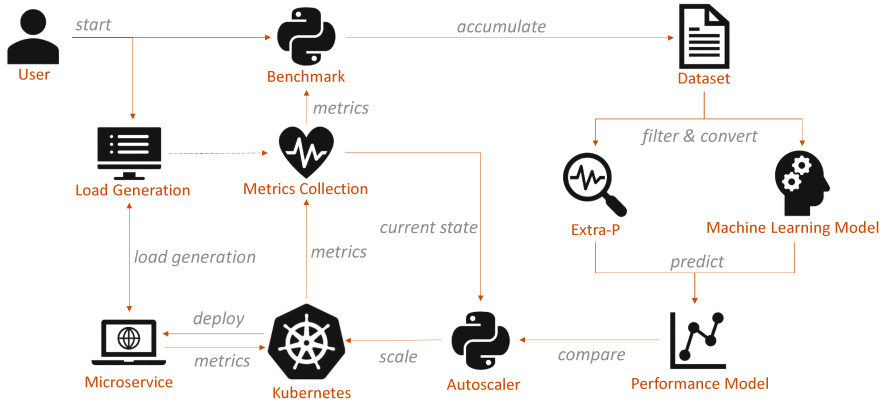 start
accumulate
User
Benchmark
Dataset
metrics
filter & convert
Load Generation
Metrics Collection
current state
Extra-P
Machine Learning Model
load generation
metrics
predict
deploy
metrics
scale
compare
Microservice
Kubernetes
Autoscaler
Performance Model